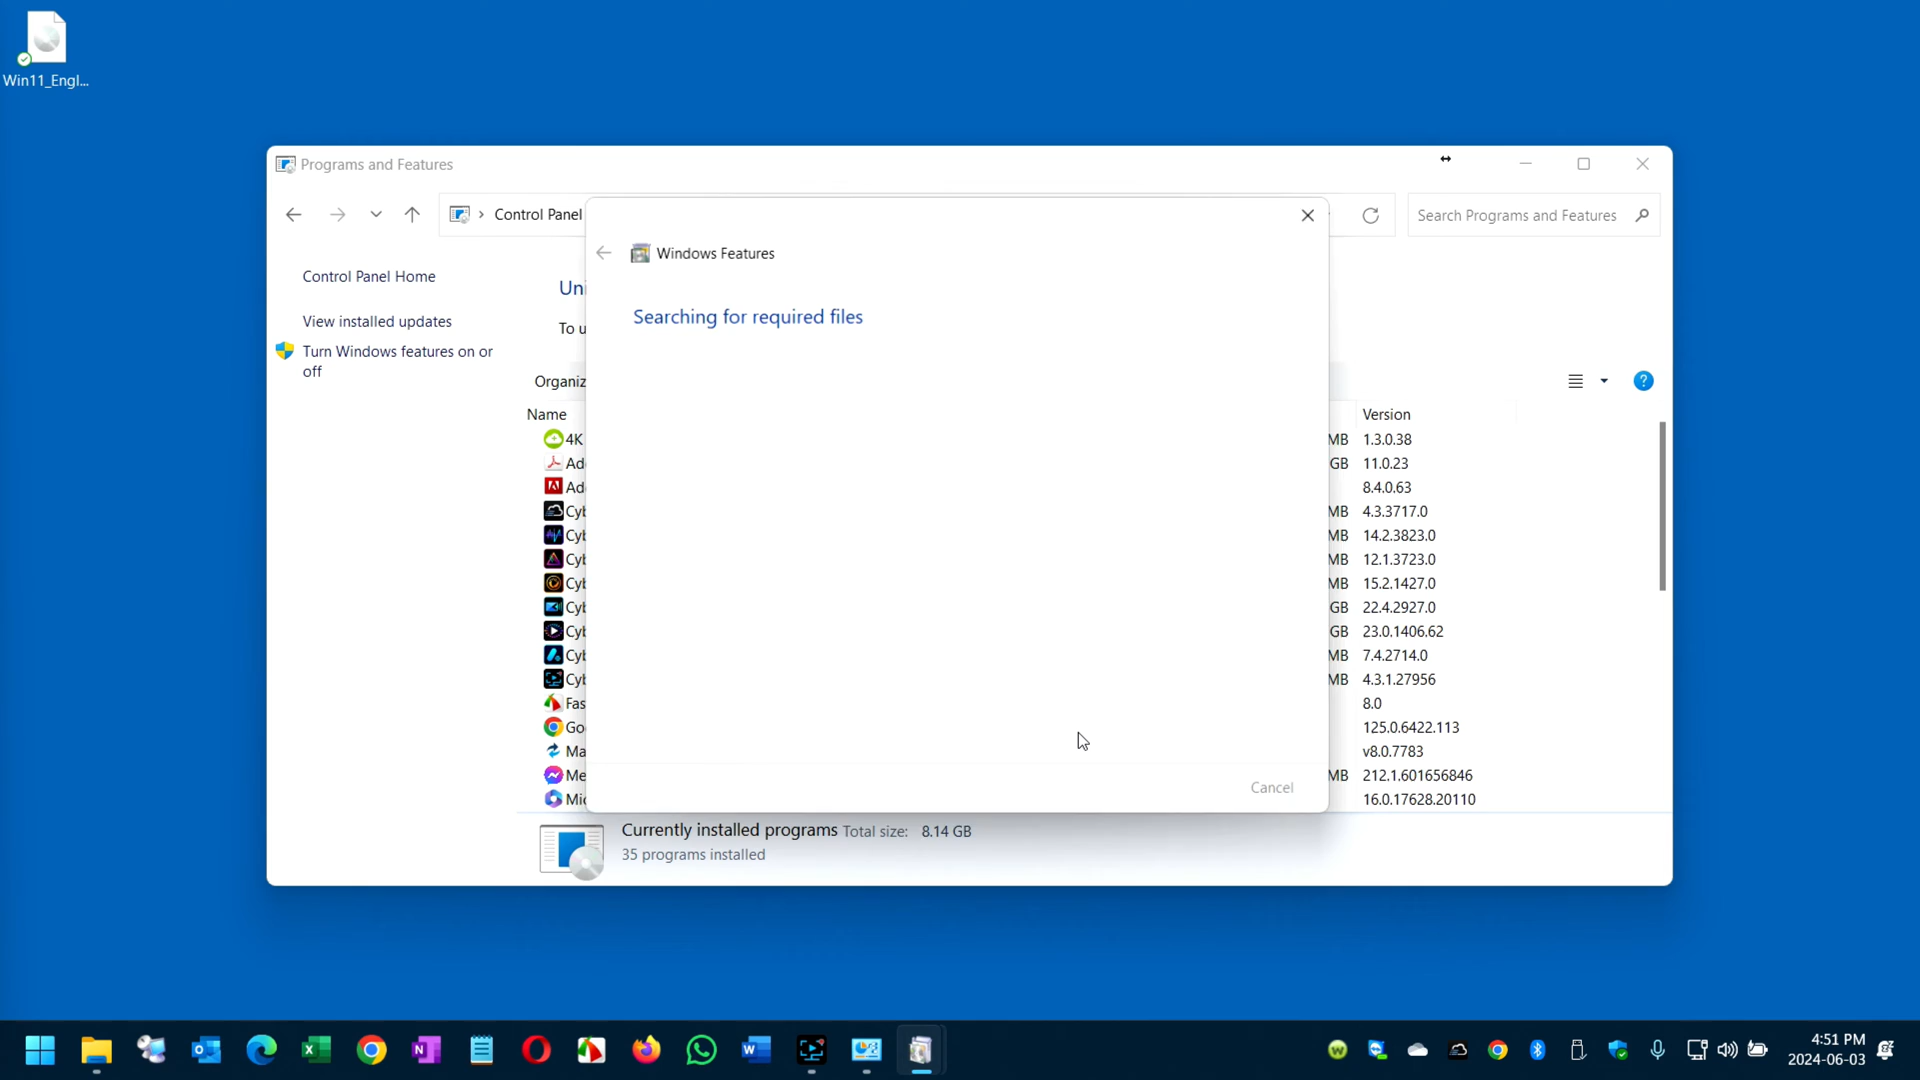 Win11_Engl...
Programs and Features
Control Panel
Search Programs and Features
Windows Features
Control Panel Home
Uni
Searching for required files
View installed updates
To u
Turn Windows features on or
off
Organiz
Name
Version
4K
MB
1.3.0.38
Ad
GB
11.0.23
Ad
8.4.0.63
Cyb
MB
4.3.3717.0
Cyb
MB
14.2.3823.0
Cyb
MB
12.1.3723.0
Cyb
MB
15.2.1427.0
Cyb
GB
22.4.2927.0
Cyb
GB
23.0.1406.62
Cyb
MB
7.4.2714.0
Cyb
MB
4.3.1.27956
Fas
8.0
Go
125.0.6422.113
Ma
v8.0.7783
Me
MB
212.1.601656846
Mic
16.0.17628.20110
Cancel
Currently installed programs Total size: 8.14 GB
35 programs installed
4:51 PM
2024-06-03